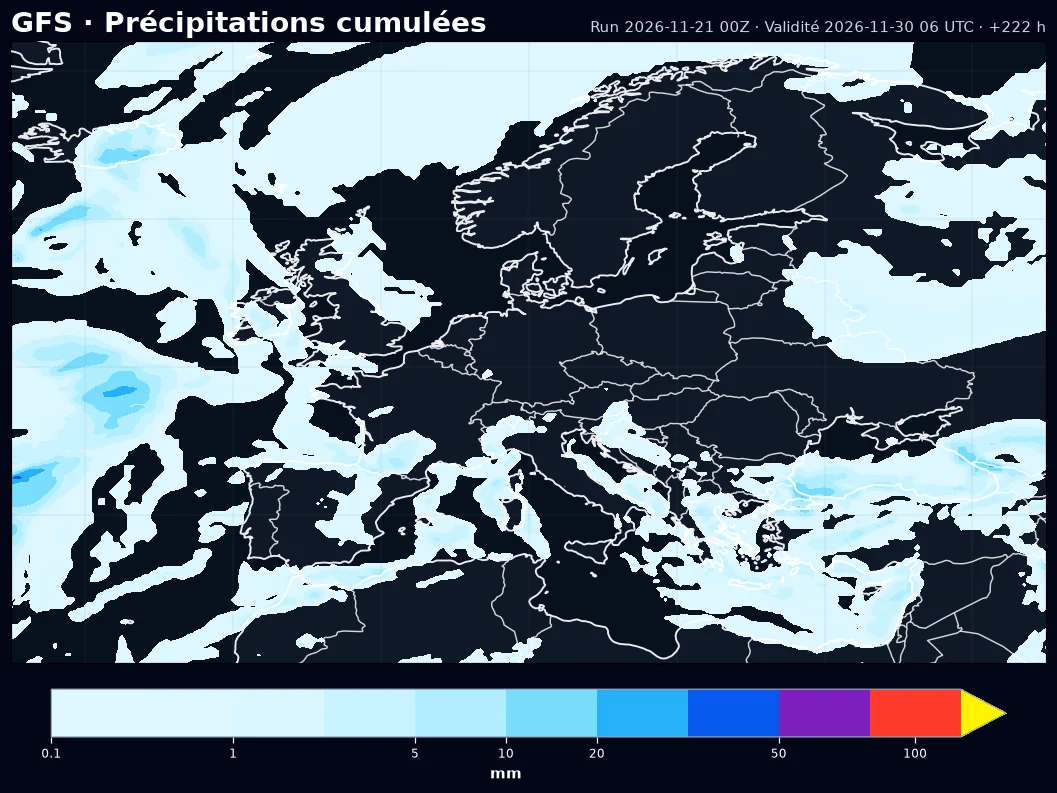 GFS · Précipitations cumulées
Run 2026-11-21 00Z · Validité 2026-11-30 06 UTC · +222 h
0.1 1 5 10 20 50 100
mm